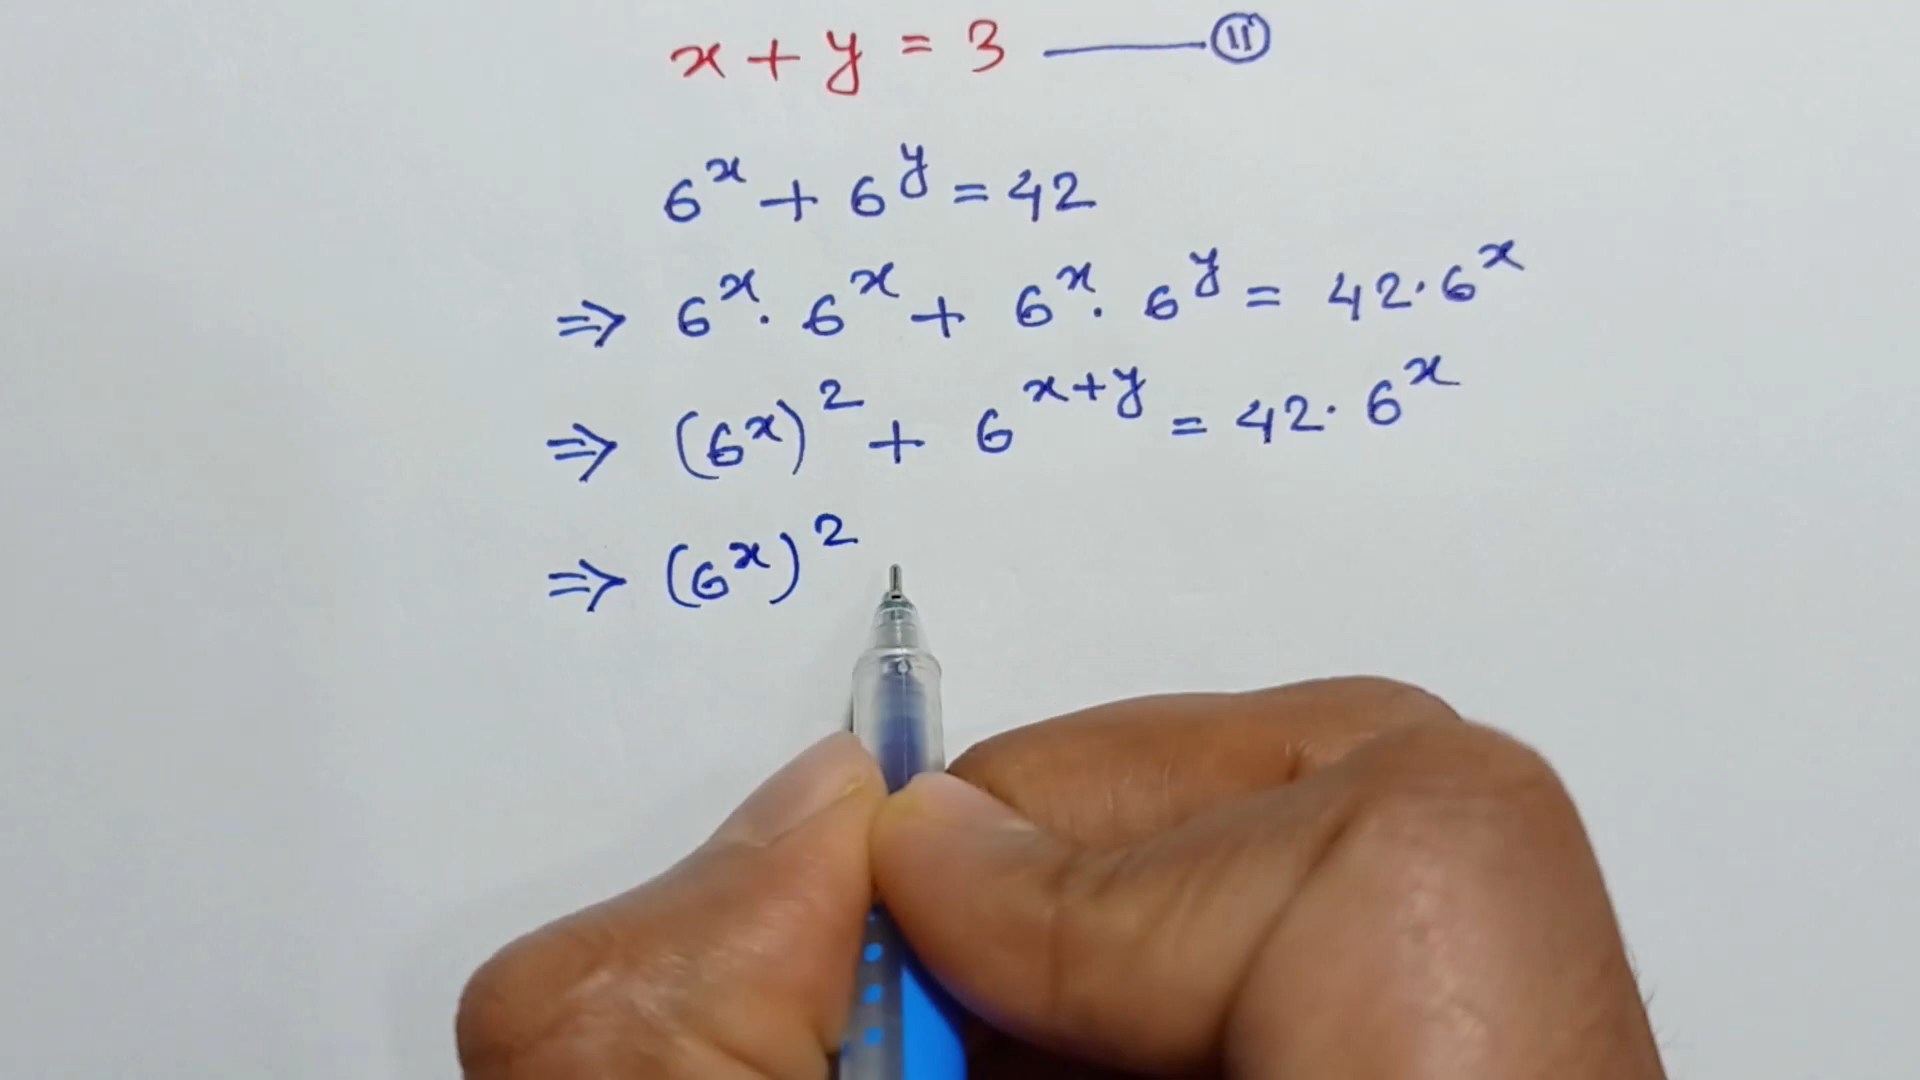 x + y = 3 —— (II)
6^x + 6^y = 42
⇒ 6^x · 6^x + 6^x · 6^y = 42 · 6^x
⇒ (6^x)^2 + 6^(x+y) = 42 · 6^x
⇒ (6^x)^2